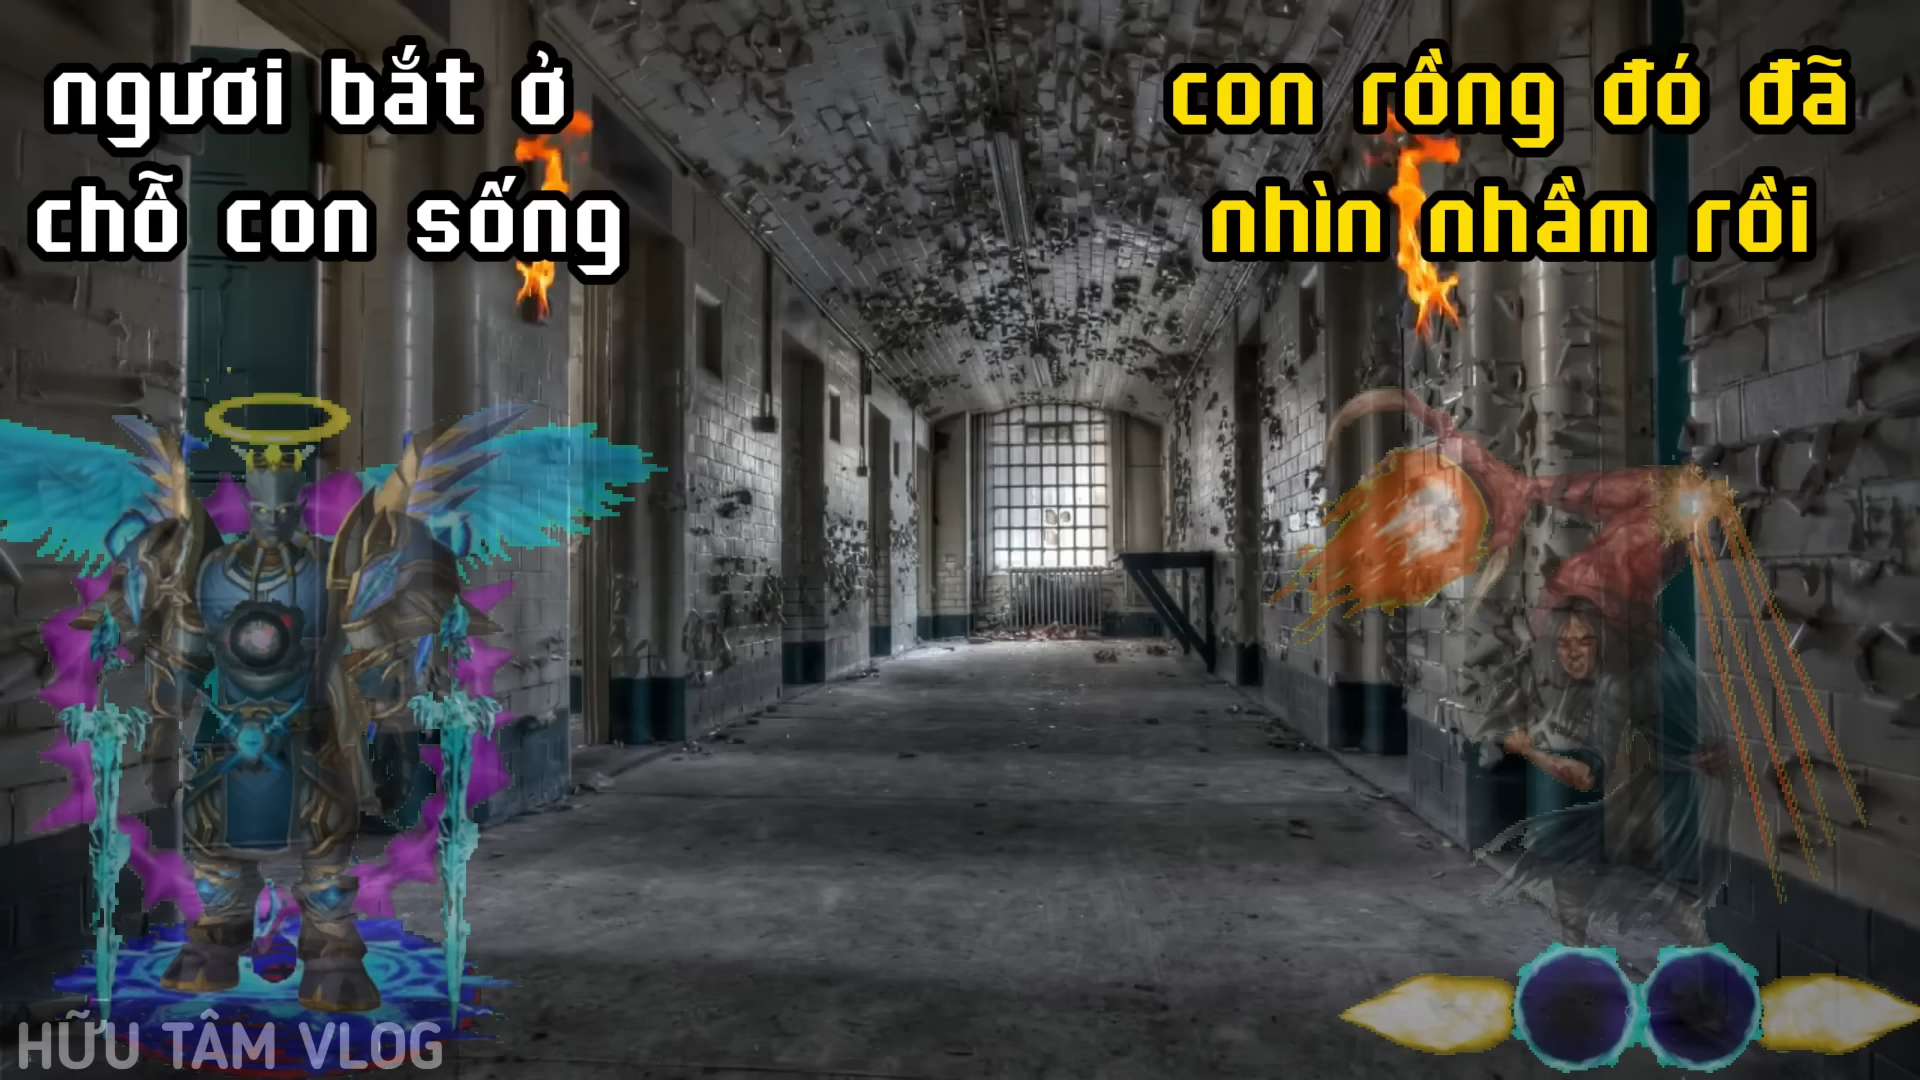 ngươi bắt ở
chỗ con sống
con rồng đó đã
nhìn nhầm rồi
HỮU TÂM VLOG